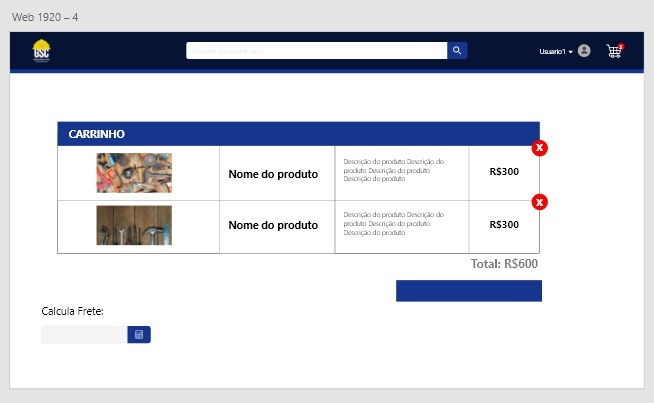 Web 1920 – 4
GSC
Usuario1
2
CARRINHO
Nome do produto
Descrição do produto Descrição do
produto Descrição do produto
Descrição do produto
R$300
X
Nome do produto
Descrição do produto Descrição do
produto Descrição do produto
Descrição do produto
R$300
X
Total: R$600
Calcula Frete: